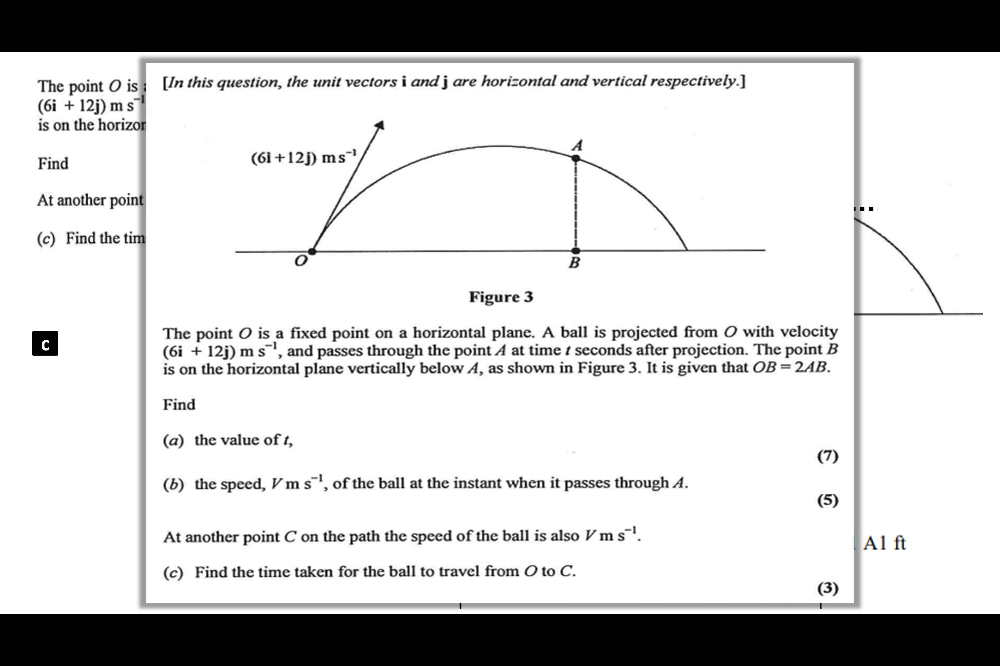 The point O is
(6i + 12j) m s⁻¹
is on the horizon
Find
At another point
(c) Find the tim
c
[In this question, the unit vectors i and j are horizontal and vertical respectively.]
(6i+12j) m s⁻¹
A
O
B
Figure 3
The point O is a fixed point on a horizontal plane. A ball is projected from O with velocity
(6i + 12j) m s⁻¹, and passes through the point A at time t seconds after projection. The point B
is on the horizontal plane vertically below A, as shown in Figure 3. It is given that OB = 2AB.
Find
(a) the value of t,
(7)
(b) the speed, V m s⁻¹, of the ball at the instant when it passes through A.
(5)
At another point C on the path the speed of the ball is also V m s⁻¹.
(c) Find the time taken for the ball to travel from O to C.
(3)
A1 ft